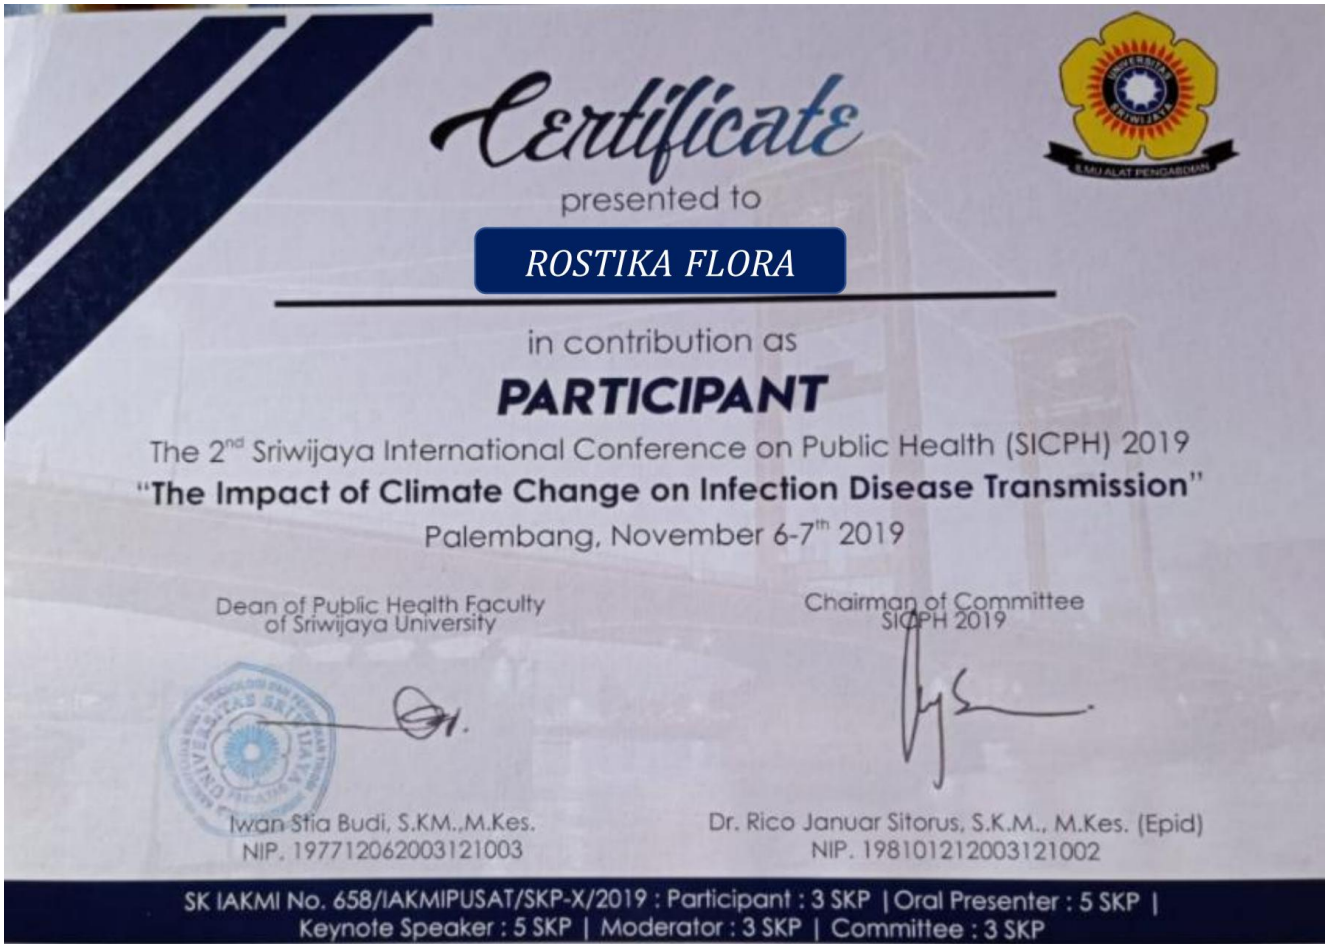 Certificate
UNIVERSITAS
SRIWIJAYA
ILMU ALAT PENGABDIAN
presented to
ROSTIKA FLORA
in contribution as
PARTICIPANT
The 2nd Sriwijaya International Conference on Public Health (SICPH) 2019
“The Impact of Climate Change on Infection Disease Transmission”
Palembang, November 6-7th 2019
Dean of Public Health Faculty
of Sriwijaya University
Chairman of Committee
SICPH 2019
UNIVERSITAS SRIWIJAYA
Iwan Stia Budi, S.KM.,M.Kes.
NIP. 197712062003121003
Dr. Rico Januar Sitorus, S.K.M., M.Kes. (Epid)
NIP. 198101212003121002
SK IAKMI No. 658/IAKMIPUSAT/SKP-X/2019 : Participant : 3 SKP | Oral Presenter : 5 SKP |
Keynote Speaker : 5 SKP | Moderator : 3 SKP | Committee : 3 SKP